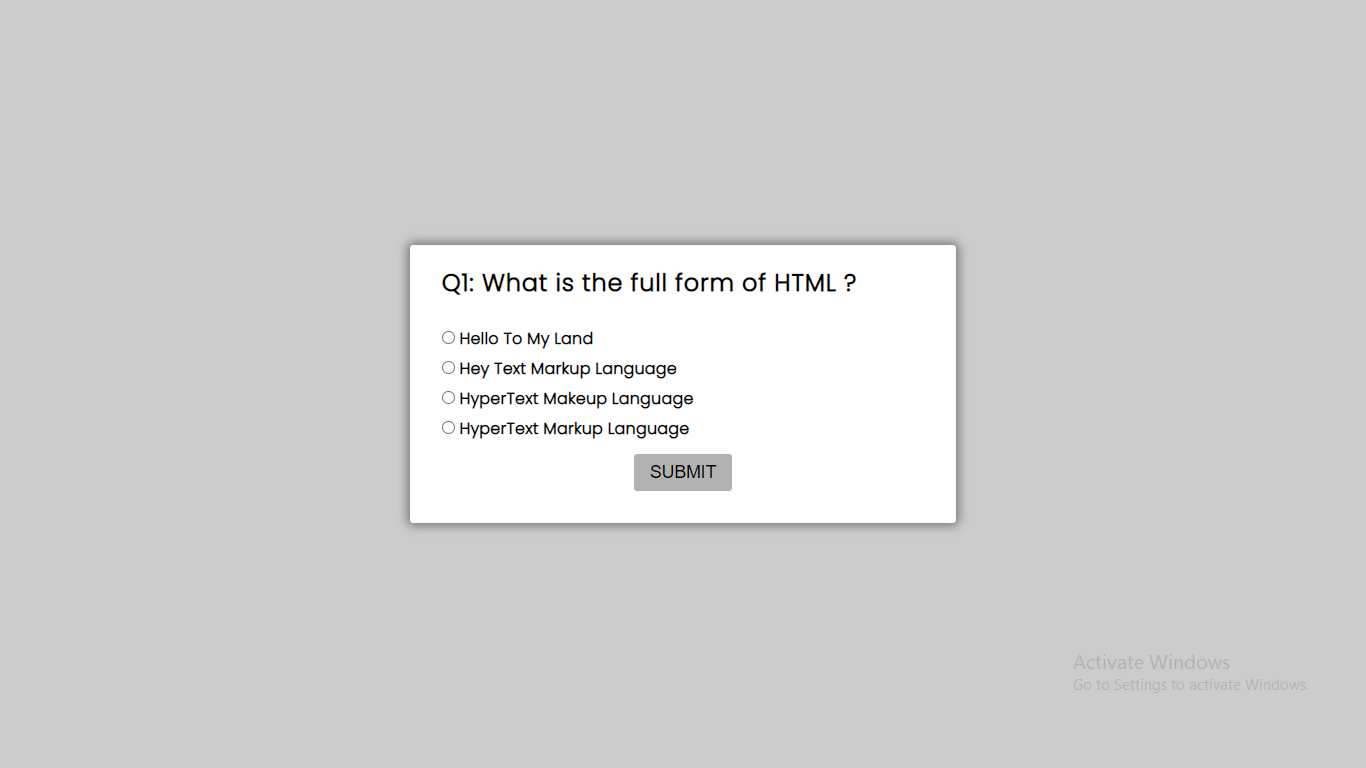 Q1: What is the full form of HTML ?
Hello To My Land
Hey Text Markup Language
HyperText Makeup Language
HyperText Markup Language
SUBMIT
Activate Windows
Go to Settings to activate Windows.